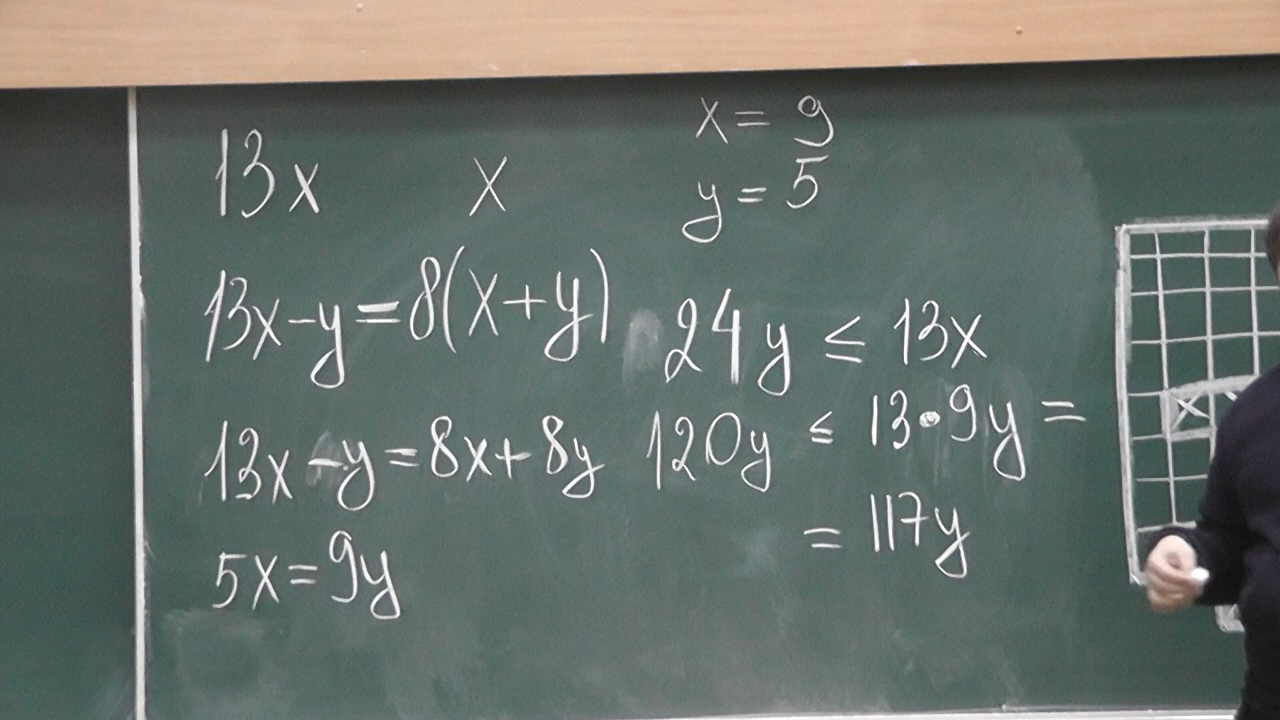 13x x
13x-y=8(x+y)
13x-y=8x+8y
5x=9y
x=9
y=5
24y ≤ 13x
120y ≤ 13•9y=
= 117y
x x